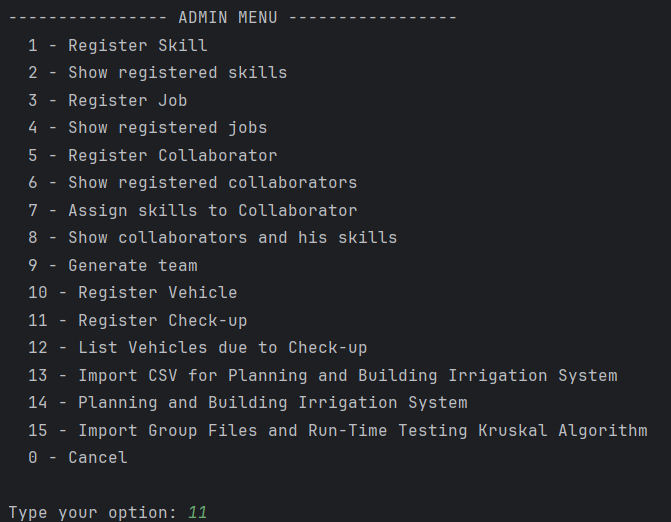 ---------------- ADMIN MENU -----------------
1 - Register Skill
2 - Show registered skills
3 - Register Job
4 - Show registered jobs
5 - Register Collaborator
6 - Show registered collaborators
7 - Assign skills to Collaborator
8 - Show collaborators and his skills
9 - Generate team
10 - Register Vehicle
11 - Register Check-up
12 - List Vehicles due to Check-up
13 - Import CSV for Planning and Building Irrigation System
14 - Planning and Building Irrigation System
15 - Import Group Files and Run-Time Testing Kruskal Algorithm
0 - Cancel
Type your option: 11